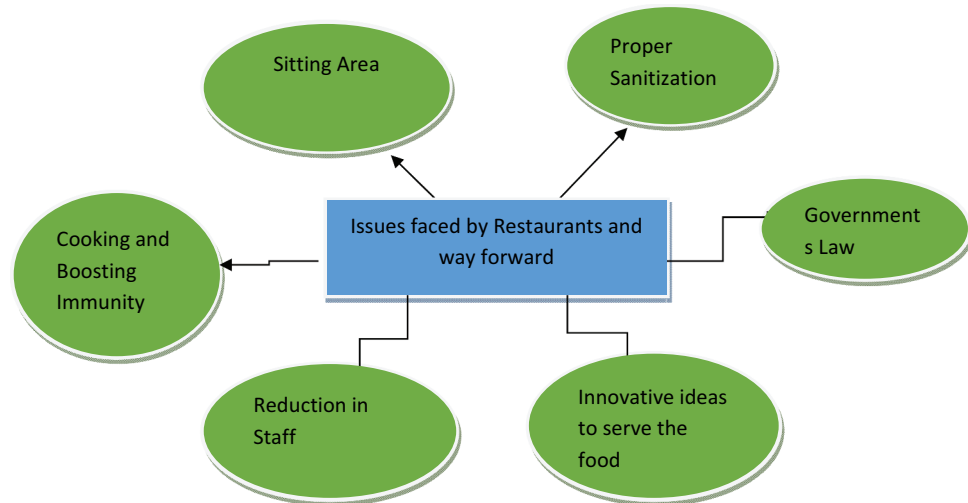 Sitting Area
Proper
Sanitization
Issues faced by Restaurants and
way forward
Government
s Law
Cooking and
Boosting
Immunity
Reduction in
Staff
Innovative ideas
to serve the
food